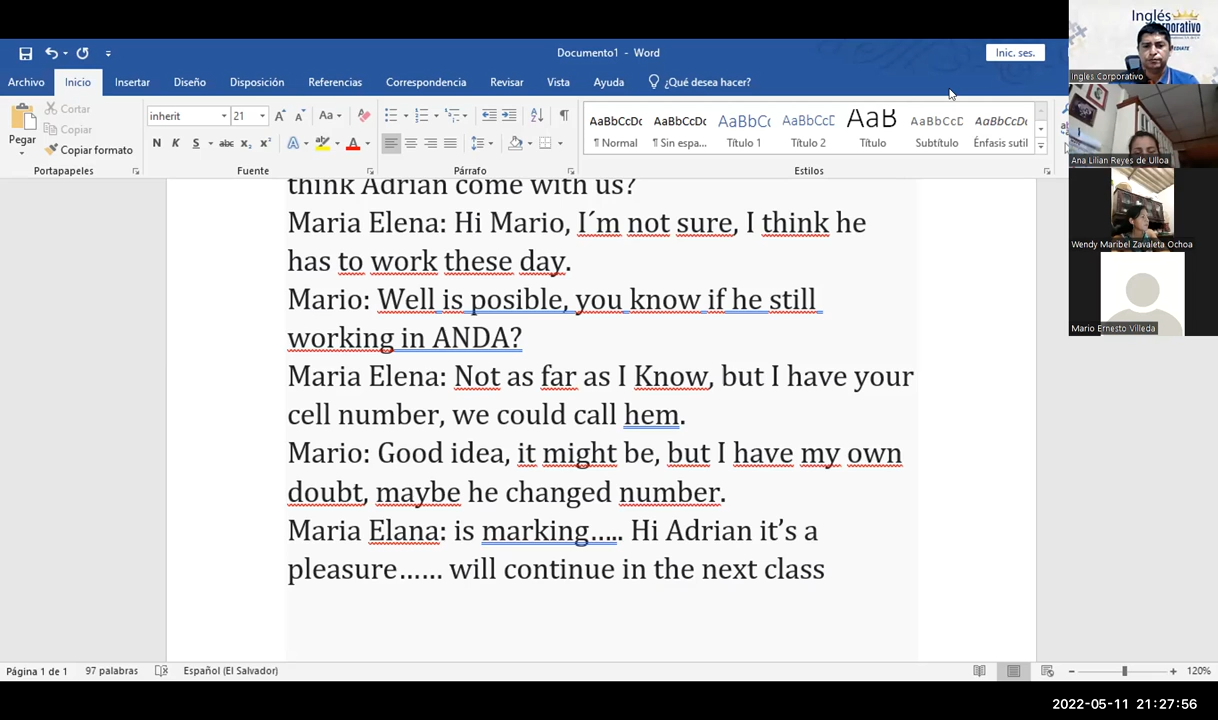 Documento1 - Word
Inic. ses.
Archivo Inicio Insertar Diseño Disposición Referencias Correspondencia Revisar Vista Ayuda ¿Qué desea hacer?
Pegar
Cortar
Copiar
Copiar formato
Portapapeles
inherit 21
N K S abc x₂ x²
Fuente
Párrafo
AaBbCcDc AaBbCcDc AaBbCc AaBbCcD AaB AaBbCcD AaBbCcDc
¶ Normal ¶ Sin espa... Título 1 Título 2 Título Subtítulo Énfasis sutil
Estilos
think Adrian come with us?
Maria Elena: Hi Mario, I´m not sure, I think he
has to work these day.
Mario: Well is posible, you know if he still
working in ANDA?
Maria Elena: Not as far as I Know, but I have your
cell number, we could call hem.
Mario: Good idea, it might be, but I have my own
doubt, maybe he changed number.
Maria Elana: is marking….. Hi Adrian it’s a
pleasure…… will continue in the next class
Página 1 de 1 97 palabras Español (El Salvador) 120%
Inglés
Corporativo
Ingles Corporativo
Ana Lilian Reyes de Ulloa
Wendy Maribel Zavaleta Ochoa
Mario Ernesto Villeda
2022-05-11 21:27:56